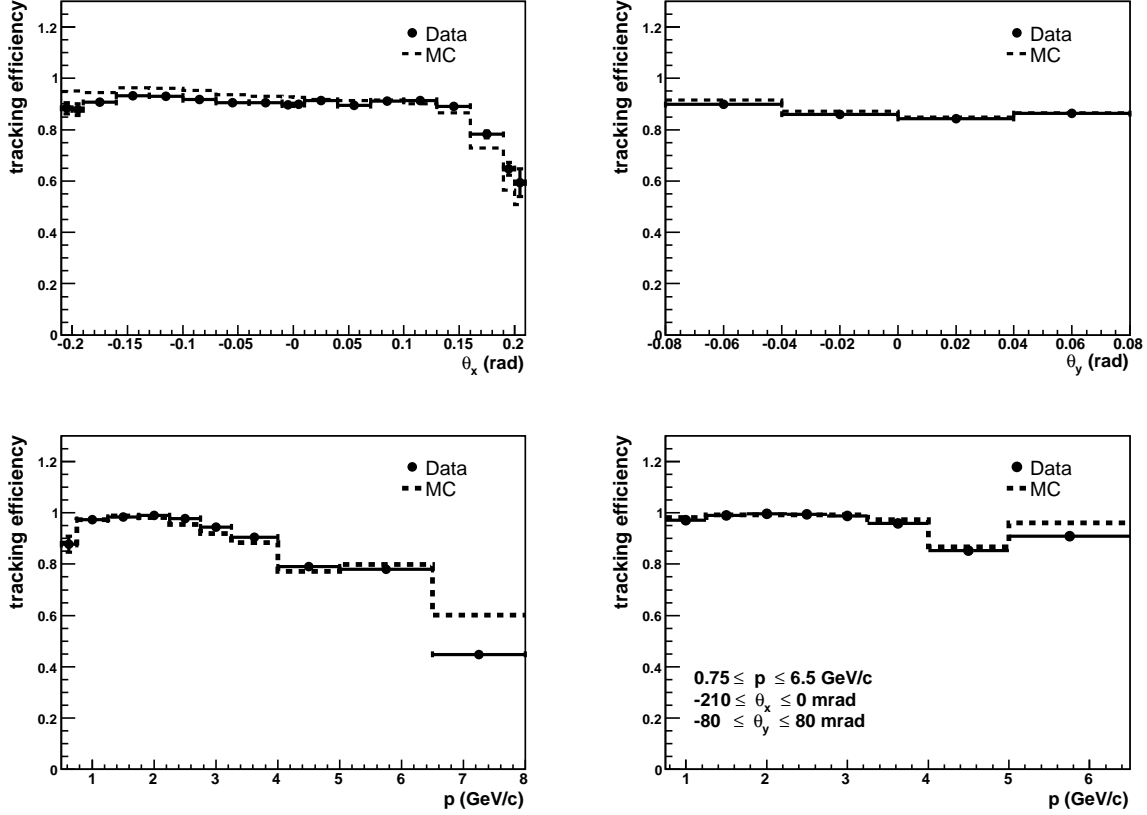 tracking efficiency
1.2
1
0.8
0.6
0.4
0.2
0
Data
MC
-0.2 -0.15 -0.1 -0.05 -0 0.05 0.1 0.15 0.2
θx (rad)
tracking efficiency
1.2
1
0.8
0.6
0.4
0.2
0
Data
MC
-0.08 -0.06 -0.04 -0.02 0 0.02 0.04 0.06 0.08
θy (rad)
tracking efficiency
1.2
1
0.8
0.6
0.4
0.2
0
Data
MC
1 2 3 4 5 6 7 8
p (GeV/c)
tracking efficiency
1.2
1
0.8
0.6
0.4
0.2
0
Data
MC
0.75 ≤ p ≤ 6.5 GeV/c
-210 ≤ θx ≤ 0 mrad
-80 ≤ θy ≤ 80 mrad
1 2 3 4 5 6
p (GeV/c)